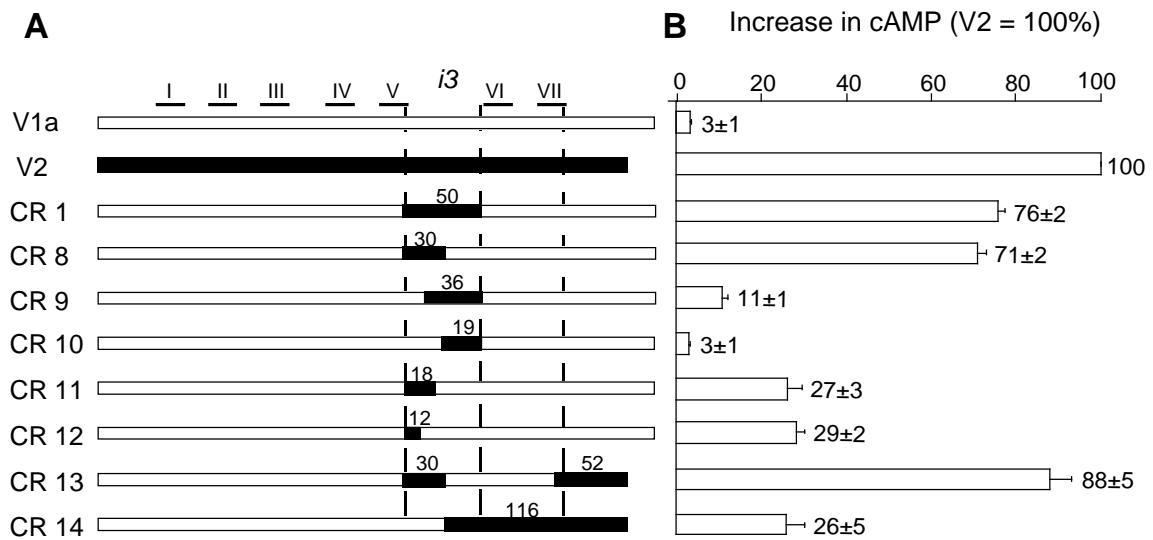 A
B Increase in cAMP (V2 = 100%)
I II III IV V i3 VI VII
0 20 40 60 80 100
V1a 3±1
V2 100
CR 1 50 76±2
CR 8 30 71±2
CR 9 36 11±1
CR 10 19 3±1
CR 11 18 27±3
CR 12 12 29±2
CR 13 30 52 88±5
CR 14 116 26±5